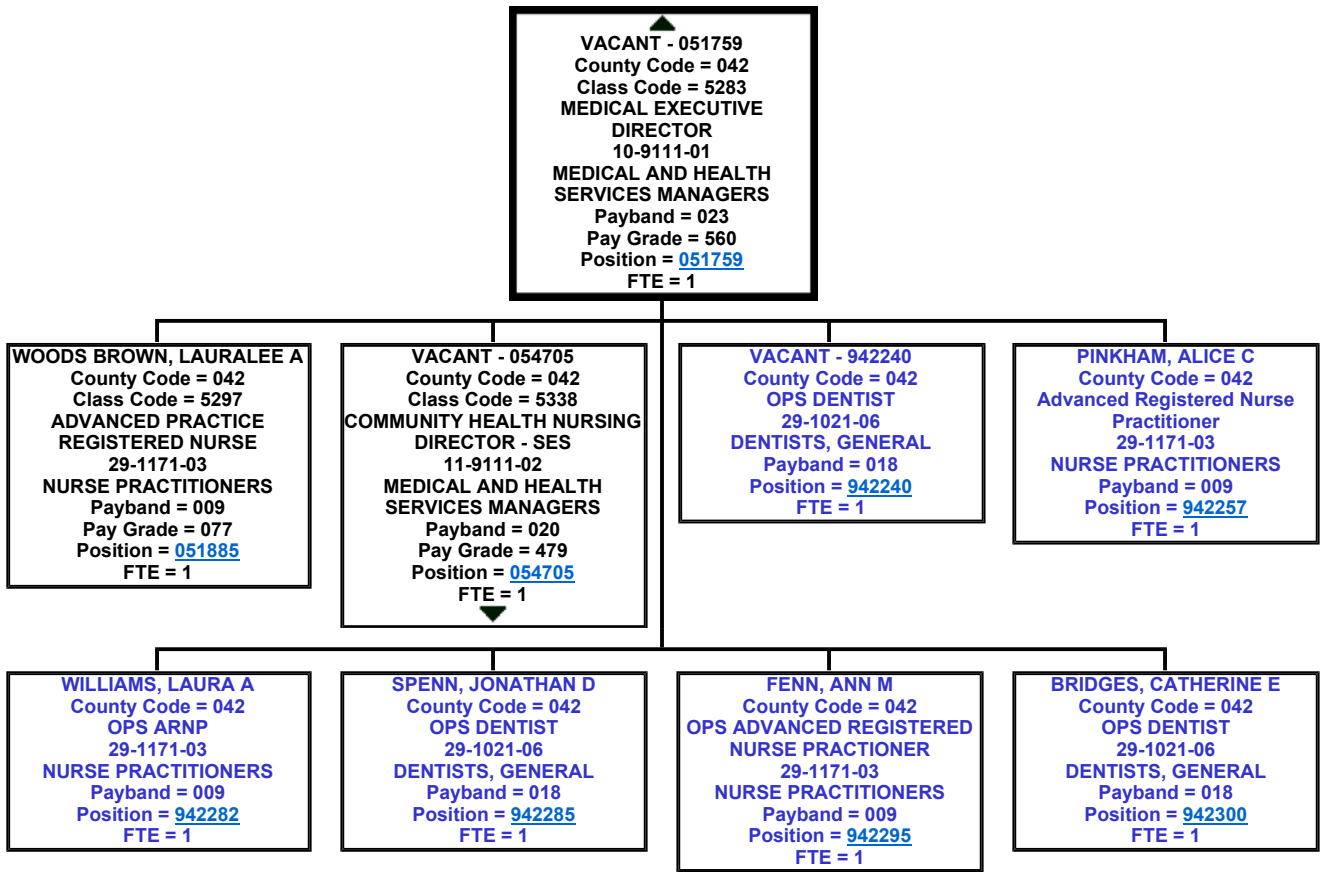 VACANT - 051759
County Code = 042
Class Code = 5283
MEDICAL EXECUTIVE
DIRECTOR
10-9111-01
MEDICAL AND HEALTH
SERVICES MANAGERS
Payband = 023
Pay Grade = 560
Position = 051759
FTE = 1
WOODS BROWN, LAURALEE A
County Code = 042
Class Code = 5297
ADVANCED PRACTICE
REGISTERED NURSE
29-1171-03
NURSE PRACTITIONERS
Payband = 009
Pay Grade = 077
Position = 051885
FTE = 1
VACANT - 054705
County Code = 042
Class Code = 5338
COMMUNITY HEALTH NURSING
DIRECTOR - SES
11-9111-02
MEDICAL AND HEALTH
SERVICES MANAGERS
Payband = 020
Pay Grade = 479
Position = 054705
FTE = 1
VACANT - 942240
County Code = 042
OPS DENTIST
29-1021-06
DENTISTS, GENERAL
Payband = 018
Position = 942240
FTE = 1
PINKHAM, ALICE C
County Code = 042
Advanced Registered Nurse
Practitioner
29-1171-03
NURSE PRACTITIONERS
Payband = 009
Position = 942257
FTE = 1
WILLIAMS, LAURA A
County Code = 042
OPS ARNP
29-1171-03
NURSE PRACTITIONERS
Payband = 009
Position = 942282
FTE = 1
SPENN, JONATHAN D
County Code = 042
OPS DENTIST
29-1021-06
DENTISTS, GENERAL
Payband = 018
Position = 942285
FTE = 1
FENN, ANN M
County Code = 042
OPS ADVANCED REGISTERED
NURSE PRACTIONER
29-1171-03
NURSE PRACTITIONERS
Payband = 009
Position = 942295
FTE = 1
BRIDGES, CATHERINE E
County Code = 042
OPS DENTIST
29-1021-06
DENTISTS, GENERAL
Payband = 018
Position = 942300
FTE = 1